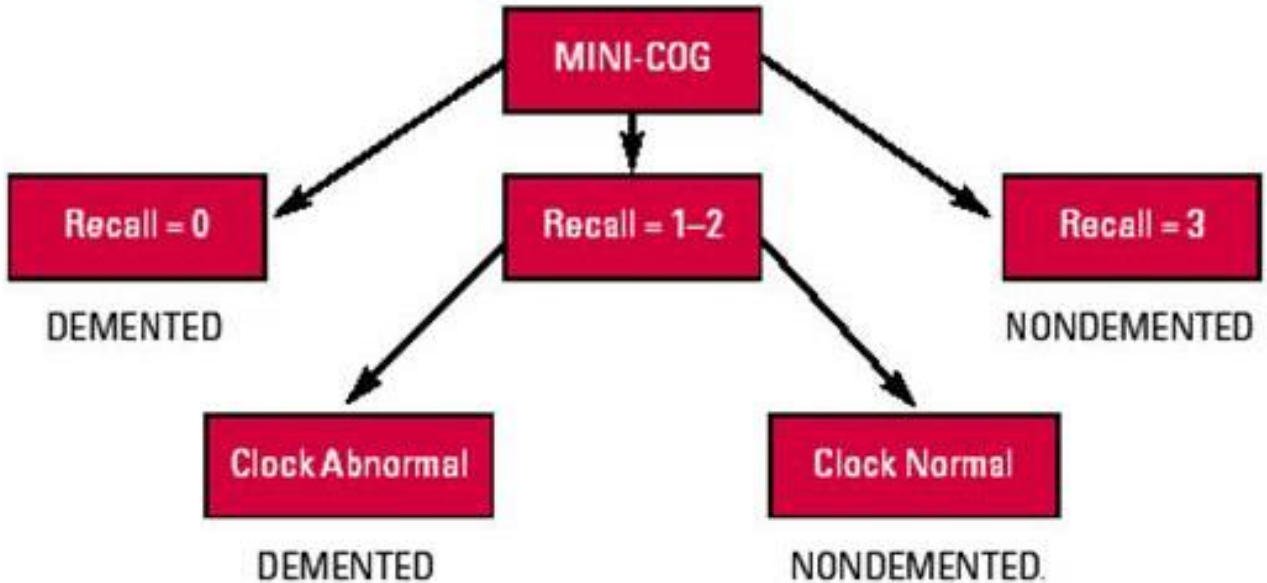 MINI-COG
Recall = 0
Recall = 1–2
Recall = 3
DEMENTED
NONDEMENTED
Clock Abnormal
Clock Normal
DEMENTED
NONDEMENTED.